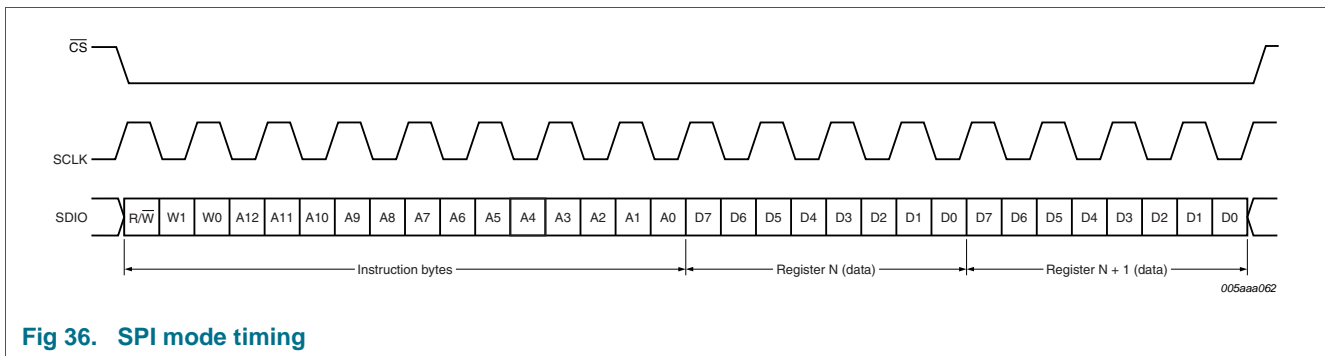 CS
SCLK
SDIO R/W W1 W0 A12 A11 A10 A9 A8 A7 A6 A5 A4 A3 A2 A1 A0 D7 D6 D5 D4 D3 D2 D1 D0 D7 D6 D5 D4 D3 D2 D1 D0
Instruction bytes Register N (data) Register N + 1 (data)
005aaa062
Fig 36. SPI mode timing